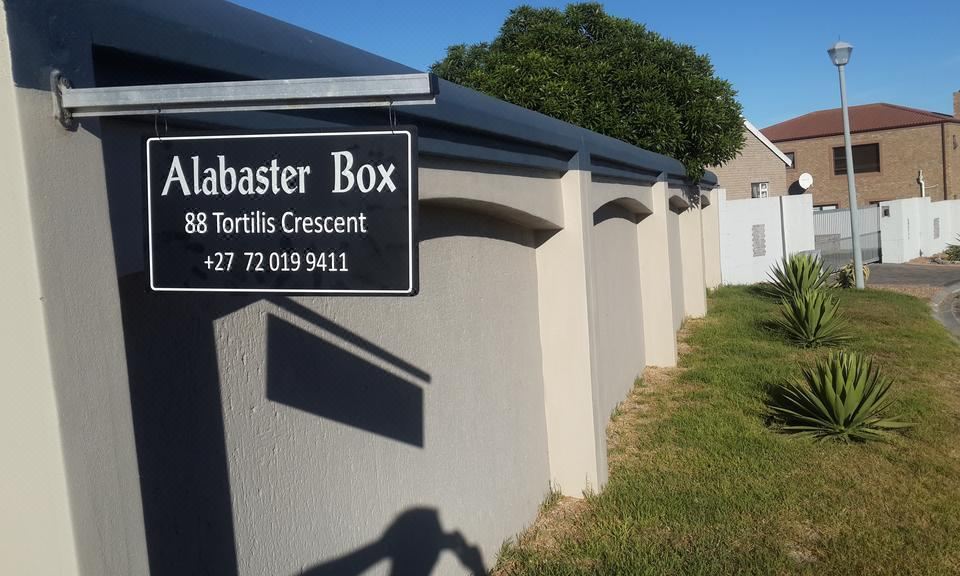 Alabaster Box
88 Tortilis Crescent
+27 72 019 9411